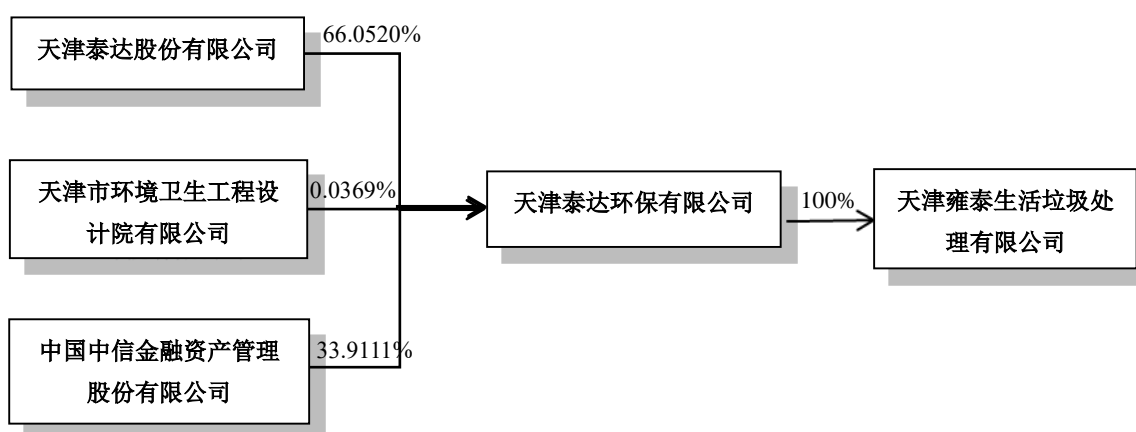 天津泰达股份有限公司
66.0520%
天津市环境卫生工程设
计院有限公司
0.0369%
中国中信金融资产管理
股份有限公司
33.9111%
天津泰达环保有限公司
100%
天津雍泰生活垃圾处
理有限公司